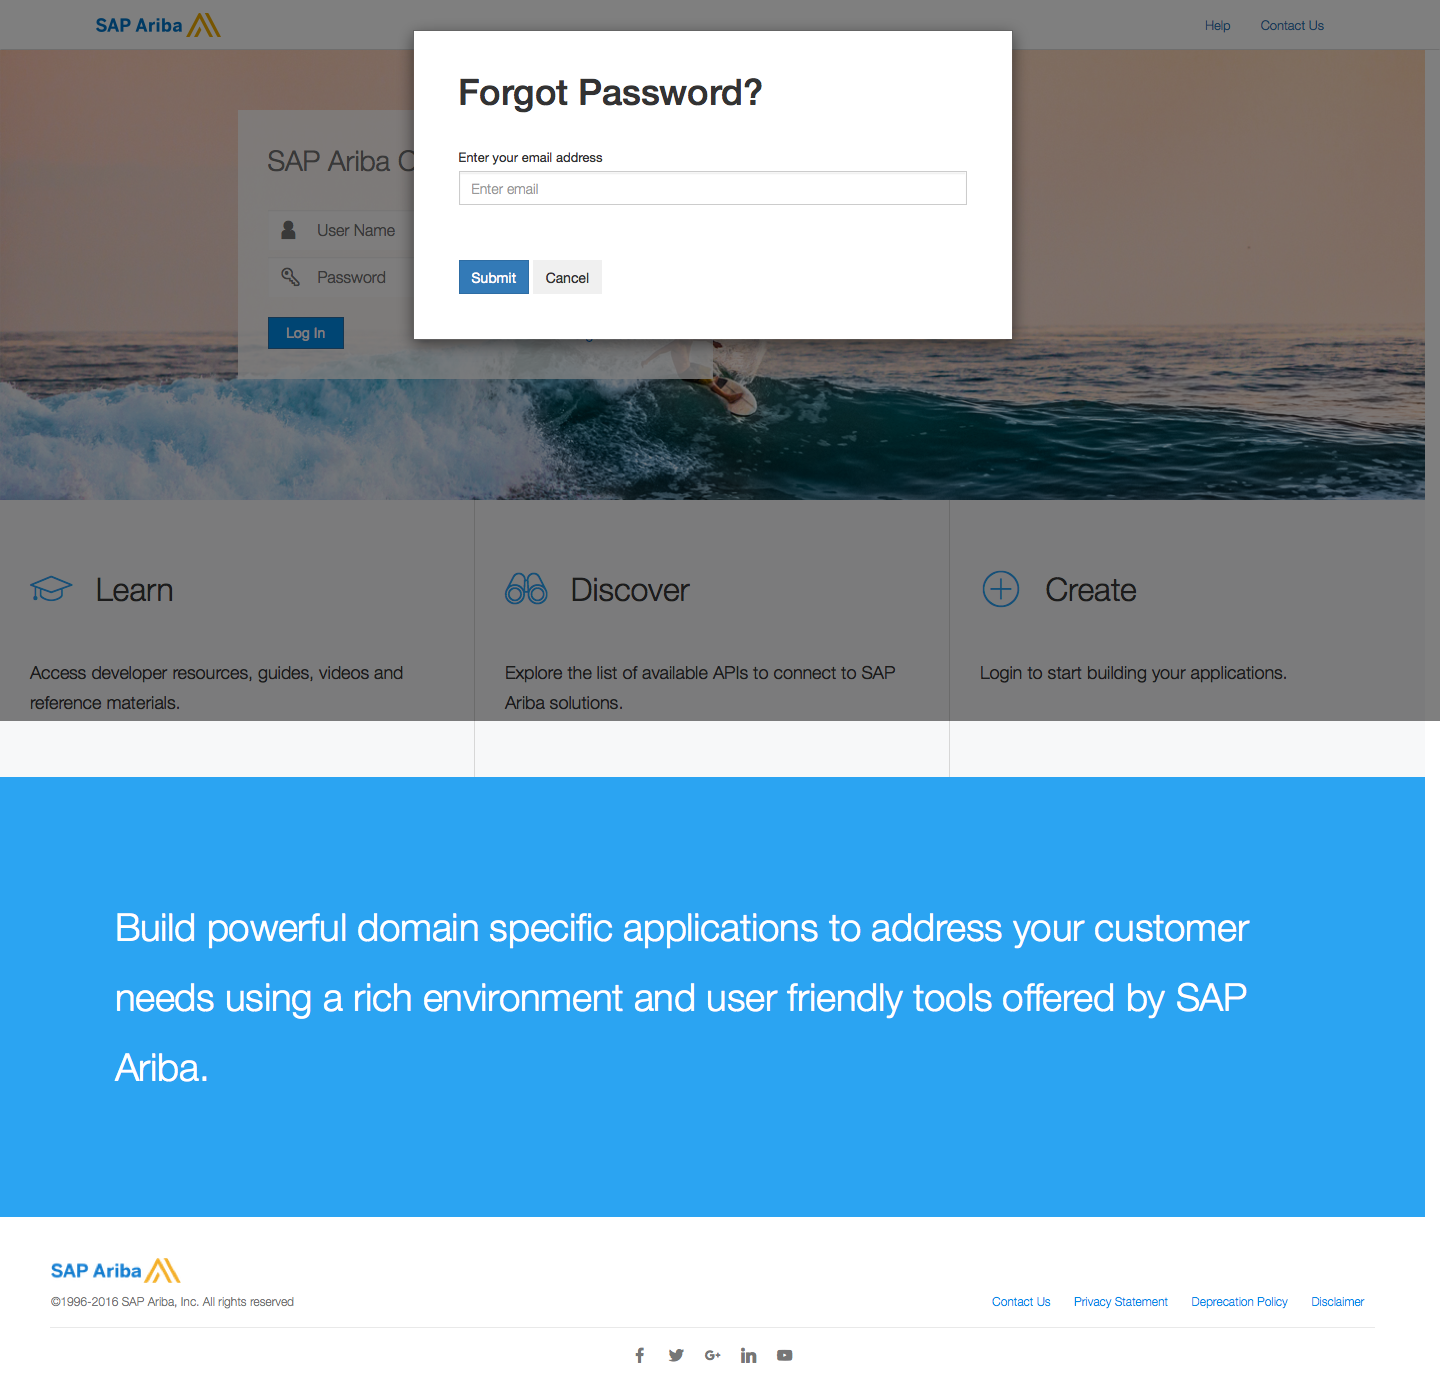 SAP Ariba
Help
Contact Us
Forgot Password?
Enter your email address
Enter email
Submit
Cancel
SAP Ariba
User Name
Password
Log In
Learn
Access developer resources, guides, videos and
reference materials.
Discover
Explore the list of available APIs to connect to SAP
Ariba solutions.
Create
Login to start building your applications.
Build powerful domain specific applications to address your customer
needs using a rich environment and user friendly tools offered by SAP
Ariba.
SAP Ariba
©1996-2016 SAP Ariba, Inc. All rights reserved
Contact Us
Privacy Statement
Deprecation Policy
Disclaimer